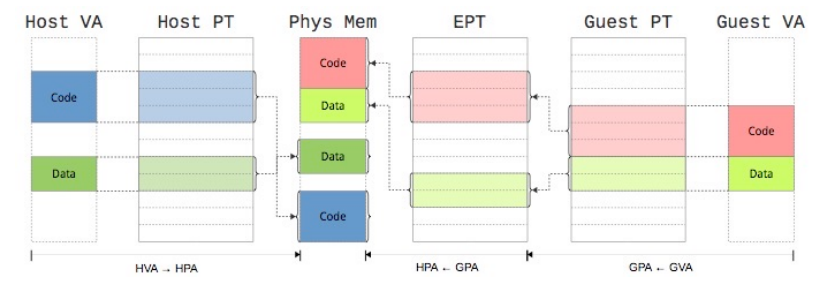 Host VA Host PT Phys Mem EPT Guest PT Guest VA
Code
Data
Code
Data
Data
Code
Code
Data
HVA → HPA HPA ← GPA GPA ← GVA